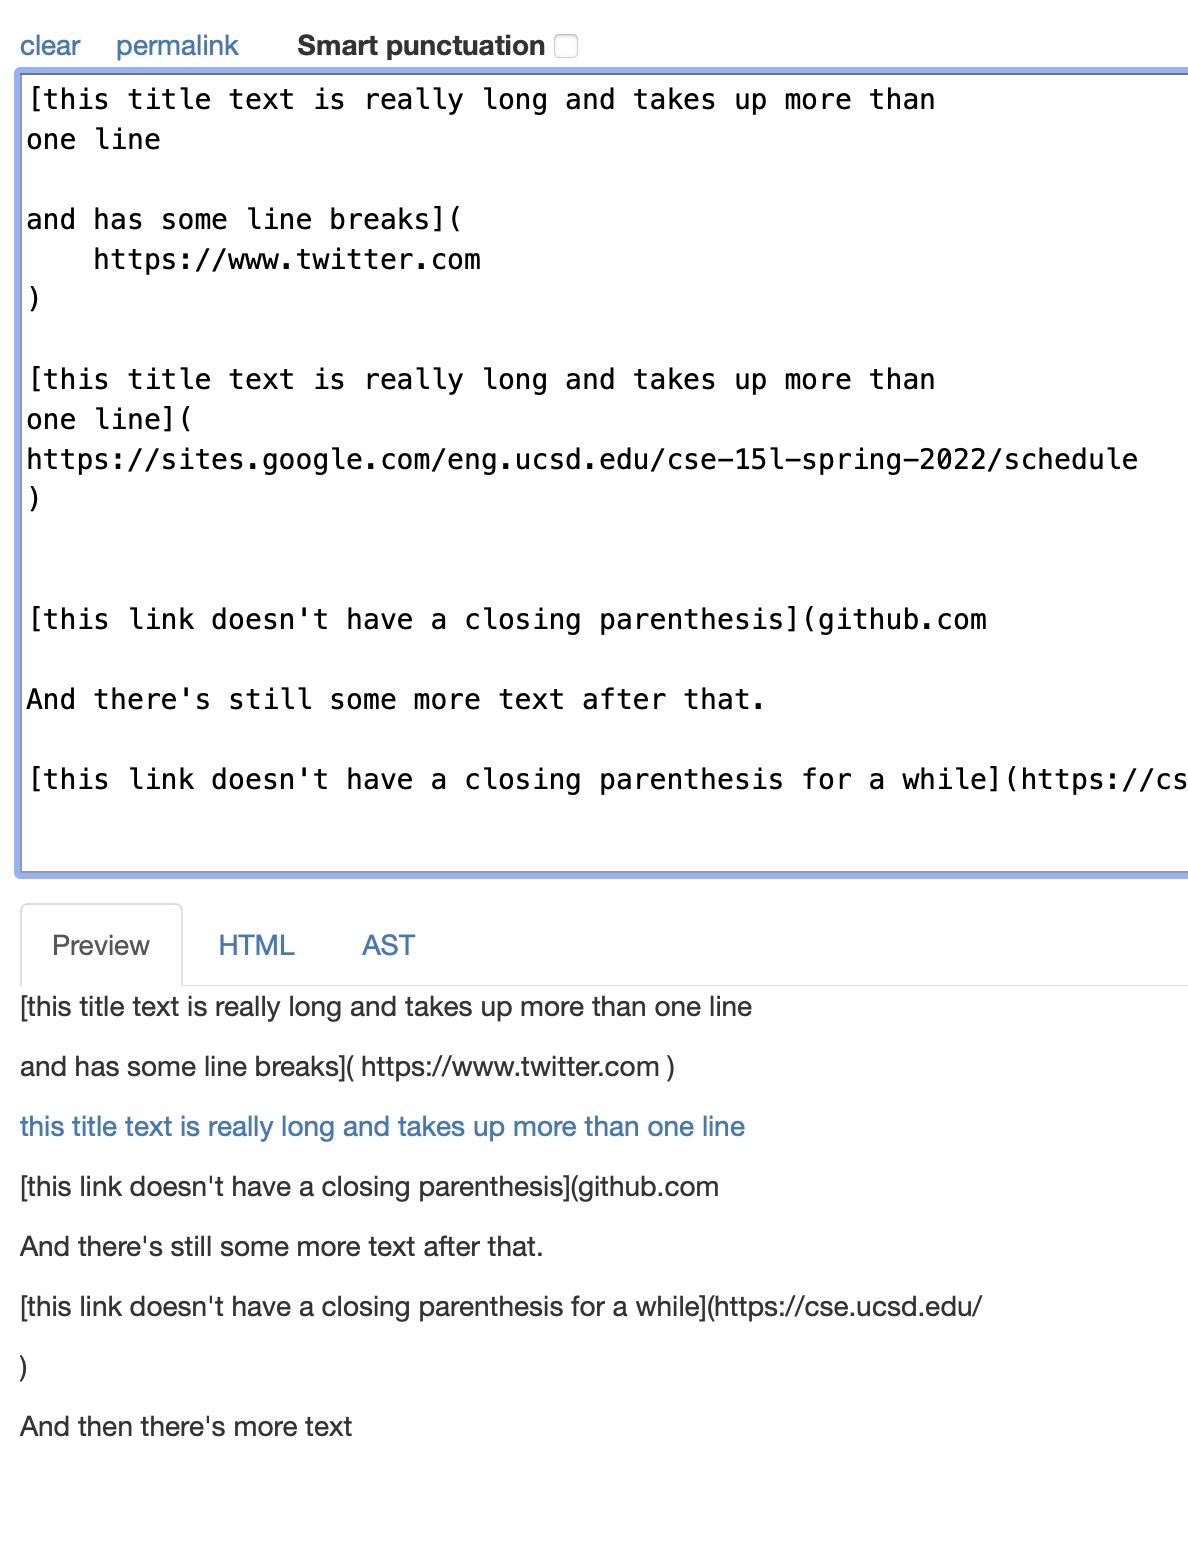 clear permalink Smart punctuation
[this title text is really long and takes up more than
one line
and has some line breaks](
https://www.twitter.com
)
[this title text is really long and takes up more than
one line](
https://sites.google.com/eng.ucsd.edu/cse-15l-spring-2022/schedule
)
[this link doesn't have a closing parenthesis](github.com
And there's still some more text after that.
[this link doesn't have a closing parenthesis for a while](https://cs
Preview HTML AST
[this title text is really long and takes up more than one line
and has some line breaks]( https://www.twitter.com )
this title text is really long and takes up more than one line
[this link doesn't have a closing parenthesis](github.com
And there's still some more text after that.
[this link doesn't have a closing parenthesis for a while](https://cse.ucsd.edu/
)
And then there's more text